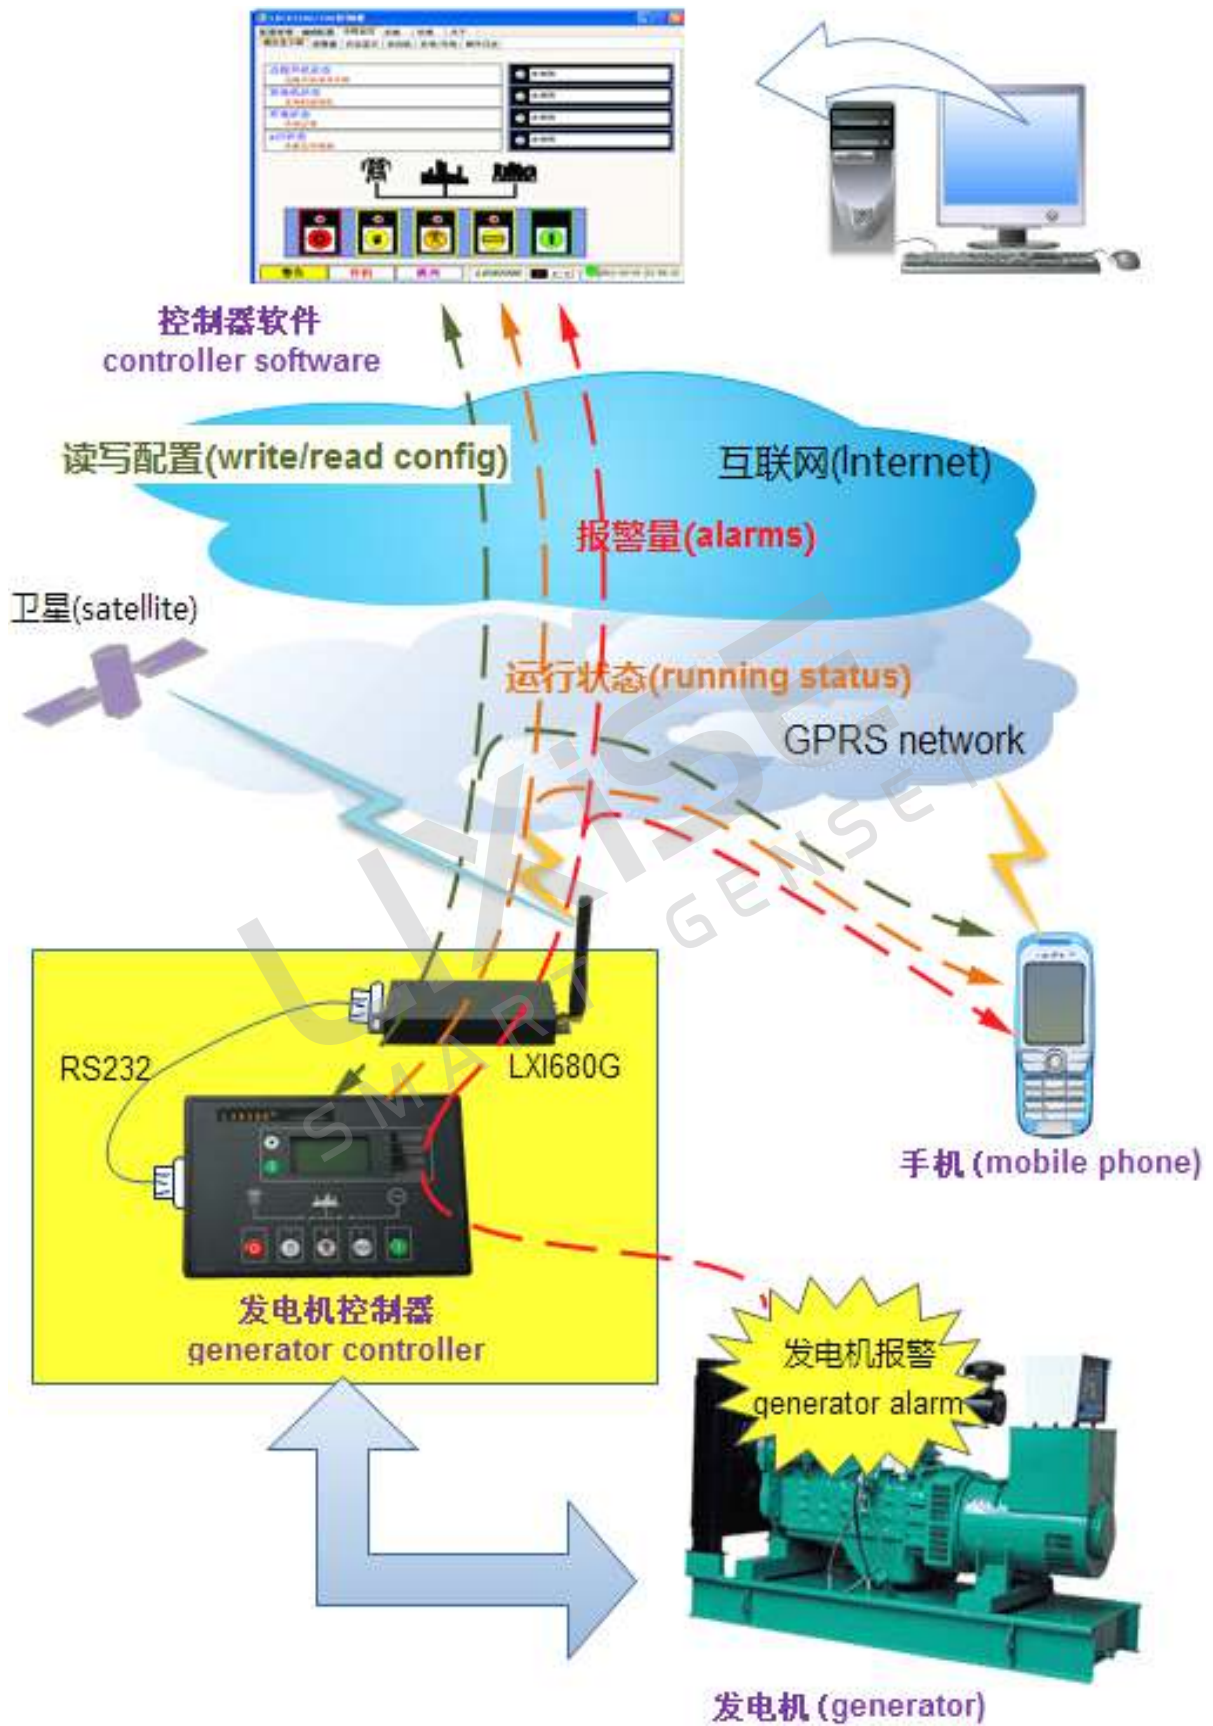 控制器软件
controller software
读写配置(write/read config)
互联网(Internet)
报警量(alarms)
卫星(satellite)
运行状态(running status)
GPRS network
LIXiSE
SMART GENSET
RS232
LXI680G
手机 (mobile phone)
发电机控制器
generator controller
发电机报警
generator alarm
发电机 (generator)